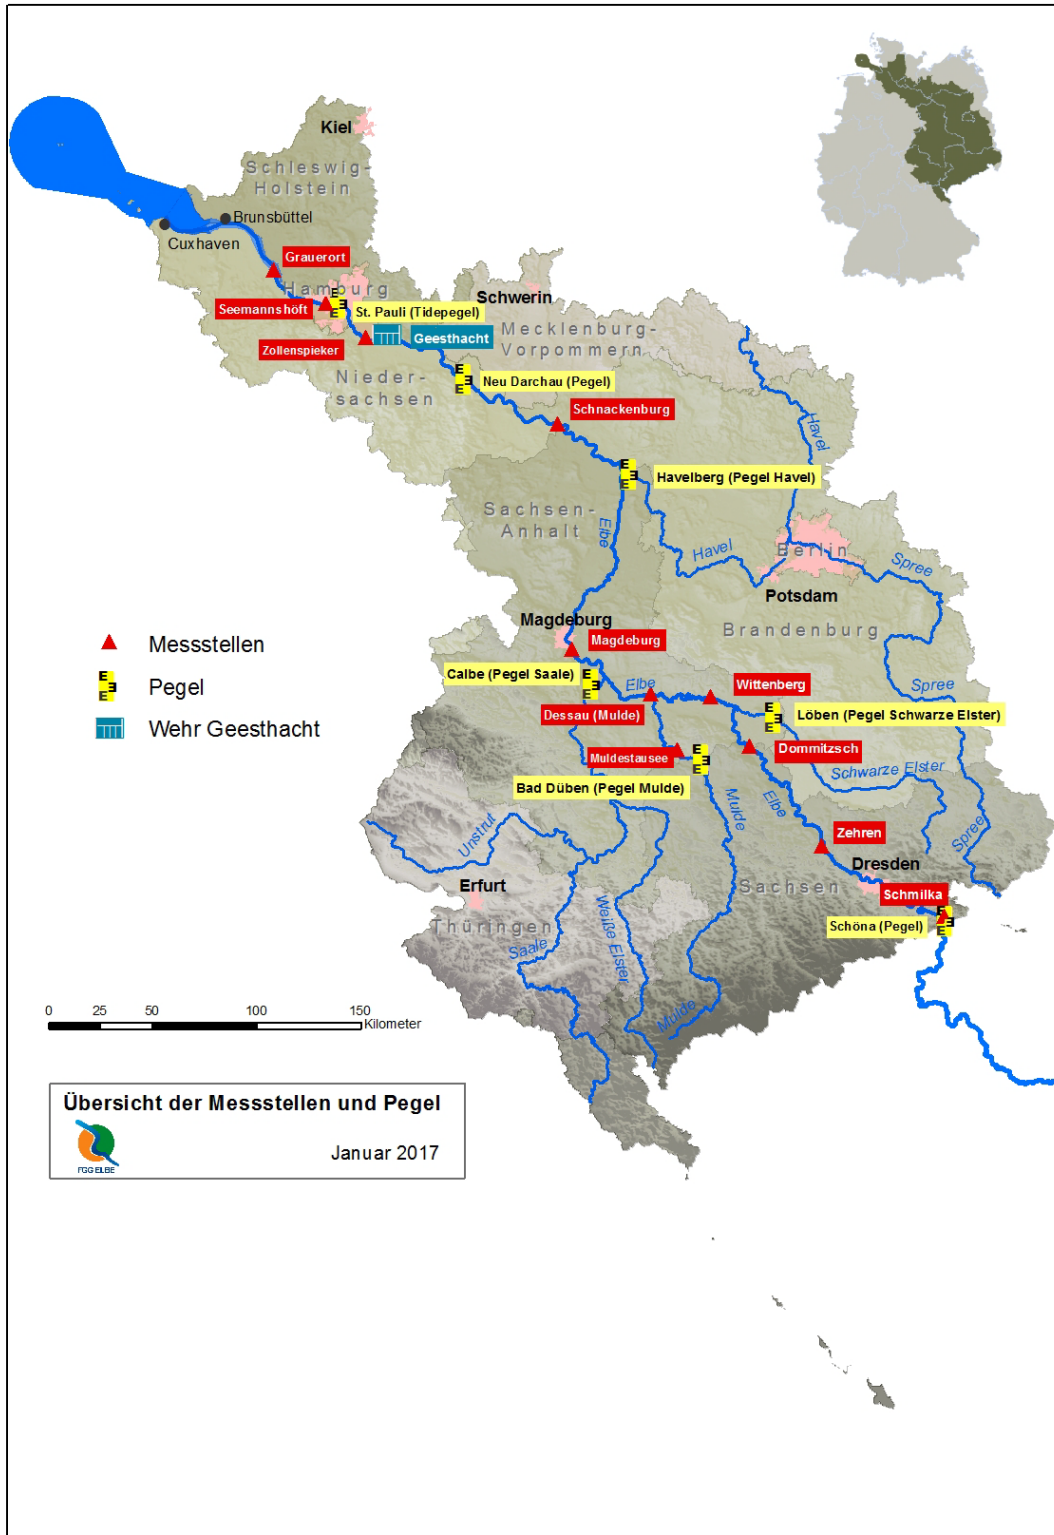 Kiel
Schleswig-
Holstein
Brunsbüttel
Cuxhaven
Grauerort
Hamburg
Seemannshöft
St. Pauli (Tidepegel)
Schwerin
Zollenspieker
Geesthacht
Mecklenburg-
Vorpommern
Nieder-
sachsen
Neu Darchau (Pegel)
Schnackenburg
Havel
Havelberg (Pegel Havel)
Sachsen-
Anhalt
Elbe
Havel
Berlin
Spree
Potsdam
Magdeburg
Brandenburg
Magdeburg
Messstellen
Calbe (Pegel Saale)
Elbe
Wittenberg
Spree
Pegel
Dessau (Mulde)
Löben (Pegel Schwarze Elster)
Wehr Geesthacht
Muldestausee
Dommitzsch
Schwarze Elster
Bad Düben (Pegel Mulde)
Mulde
Elbe
Unstrut
Zehren
Spree
Dresden
Erfurt
Sachsen
Schmilka
Thüringen
Weiße Elster
Schöna (Pegel)
Saale
Mulde
0 25 50 100 150
Kilometer
Übersicht der Messstellen und Pegel
Januar 2017
FGG ELBE